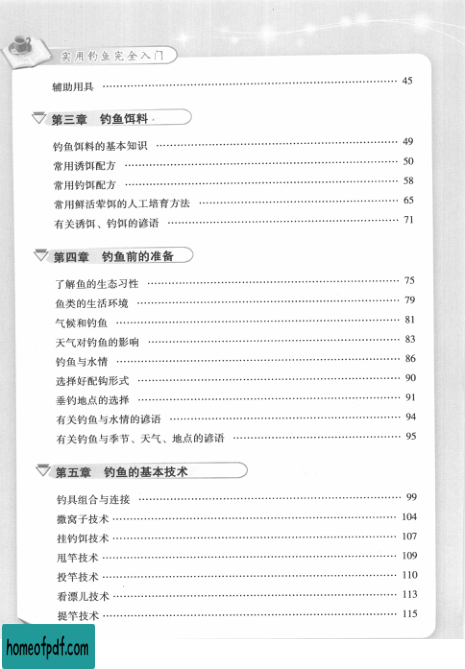 实用钓鱼完全入门
辅助用具 45
第三章 钓鱼饵料
钓鱼饵料的基本知识 49
常用诱饵配方 50
常用钓饵配方 58
常用鲜活荤饵的人工培育方法 65
有关诱饵、钓饵的谚语 71
第四章 钓鱼前的准备
了解鱼的生态习性 75
鱼类的生活环境 79
气候和钓鱼 81
天气对钓鱼的影响 83
钓鱼与水情 86
选择好配钩形式 90
垂钓地点的选择 91
有关钓鱼与水情的谚语 94
有关钓鱼与季节、天气、地点的谚语 95
第五章 钓鱼的基本技术
钓具组合与连接 99
撒窝子技术 104
挂钓饵技术 107
甩竿技术 109
投竿技术 110
看漂儿技术 113
提竿技术 115
homeofpdf.com